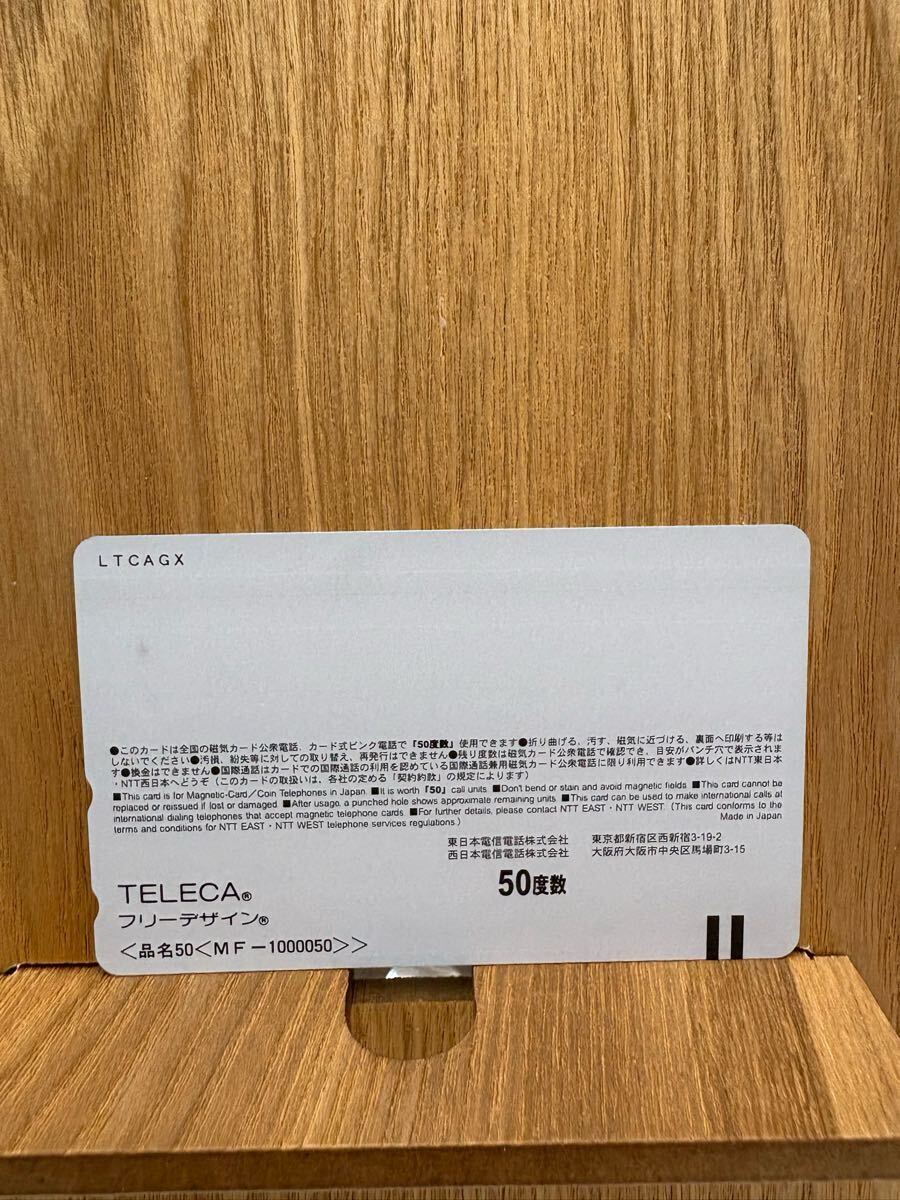 LTCAGX
●このカードは全国の磁気カード公衆電話、カード式ピンク電話で「50度数」使用できます●折り曲げる、汚す、磁気に近づける、裏面へ印刷する等は
しないでください●汚損、紛失等に対しての取り替え、再発行はできません●残り度数は磁気カード公衆電話で確認でき、目安がパンチ穴で表示されま
す●換金はできません●国際通話はカードでの国際通話の利用を認めている国際通話兼用磁気カード公衆電話に限り利用できます●詳しくはNTT東日本
・NTT西日本へどうぞ（このカードの取扱いは、各社の定める「契約約款」の規定によります）
■This card is for Magnetic-Card／Coin Telephones in Japan. ■It is worth「50」call units ■Don't bend or stain and avoid magnetic fields ■This card cannot be
replaced or reissued if lost or damaged. ■After usage, a punched hole shows approximate remaining units. ■This card can be used to make international calls at
international dialing telephones that accept magnetic telephone cards. ■For further details, please contact NTT EAST・NTT WEST. (This card conforms to the
terms and conditions for NTT EAST・NTT WEST telephone services regulations.)
Made in Japan
東日本電信電話株式会社 東京都新宿区西新宿3-19-2
西日本電信電話株式会社 大阪府大阪市中央区馬場町3-15
50度数
TELECA®
フリーデザイン®
＜品名50＜MF－1000050＞＞